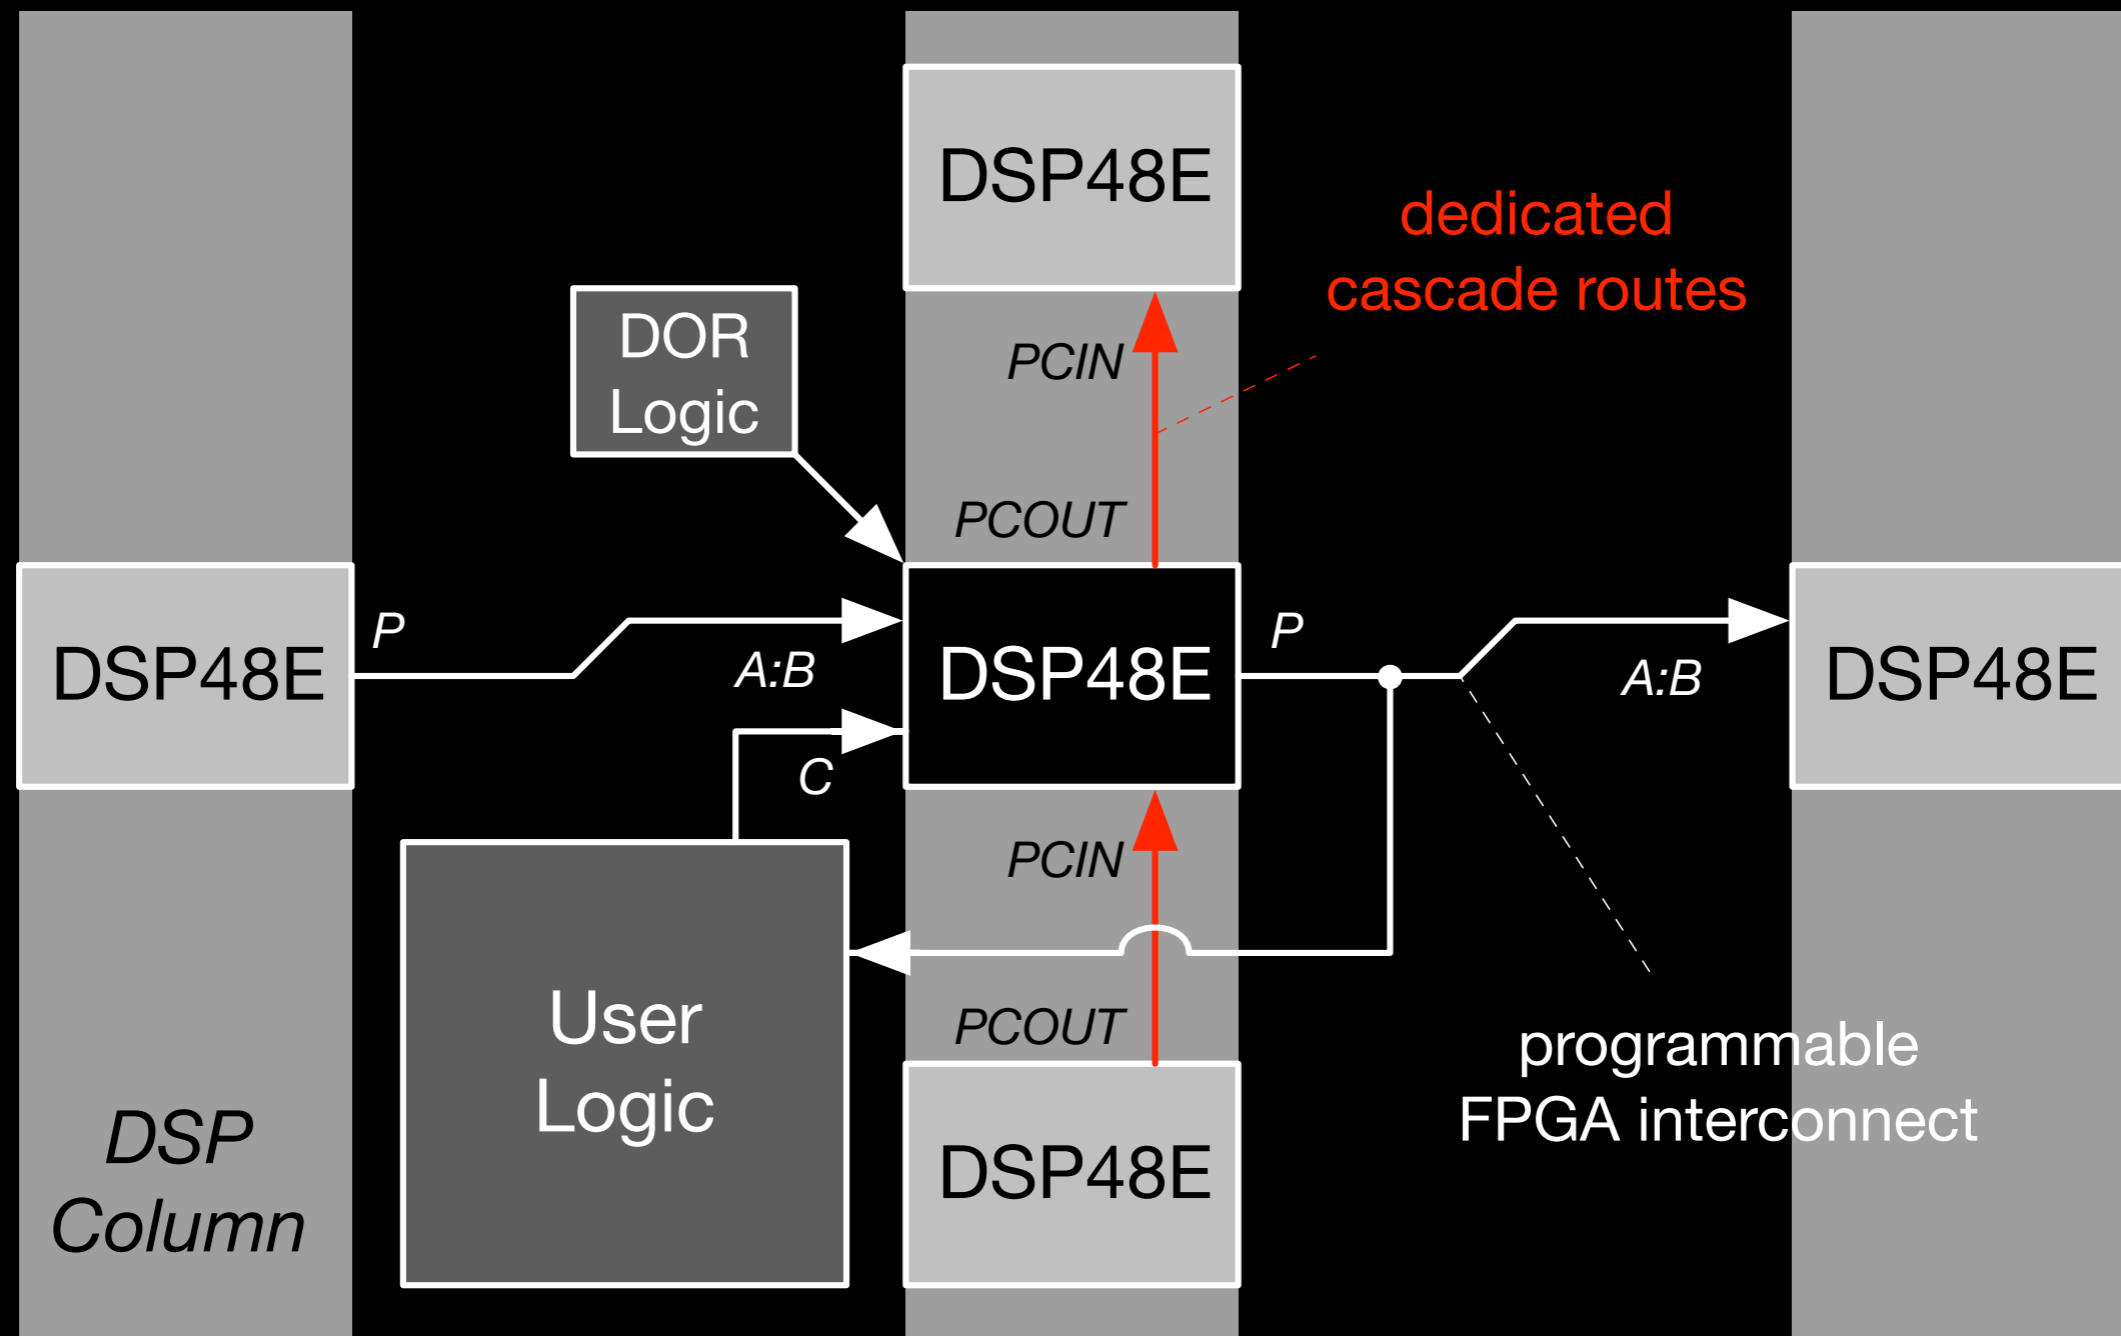 DSP48E
dedicated
cascade routes
DOR
Logic
PCIN
PCOUT
DSP48E
P
A:B
DSP48E
P
A:B
DSP48E
C
PCIN
User
Logic
PCOUT
programmable
FPGA interconnect
DSP
Column
DSP48E